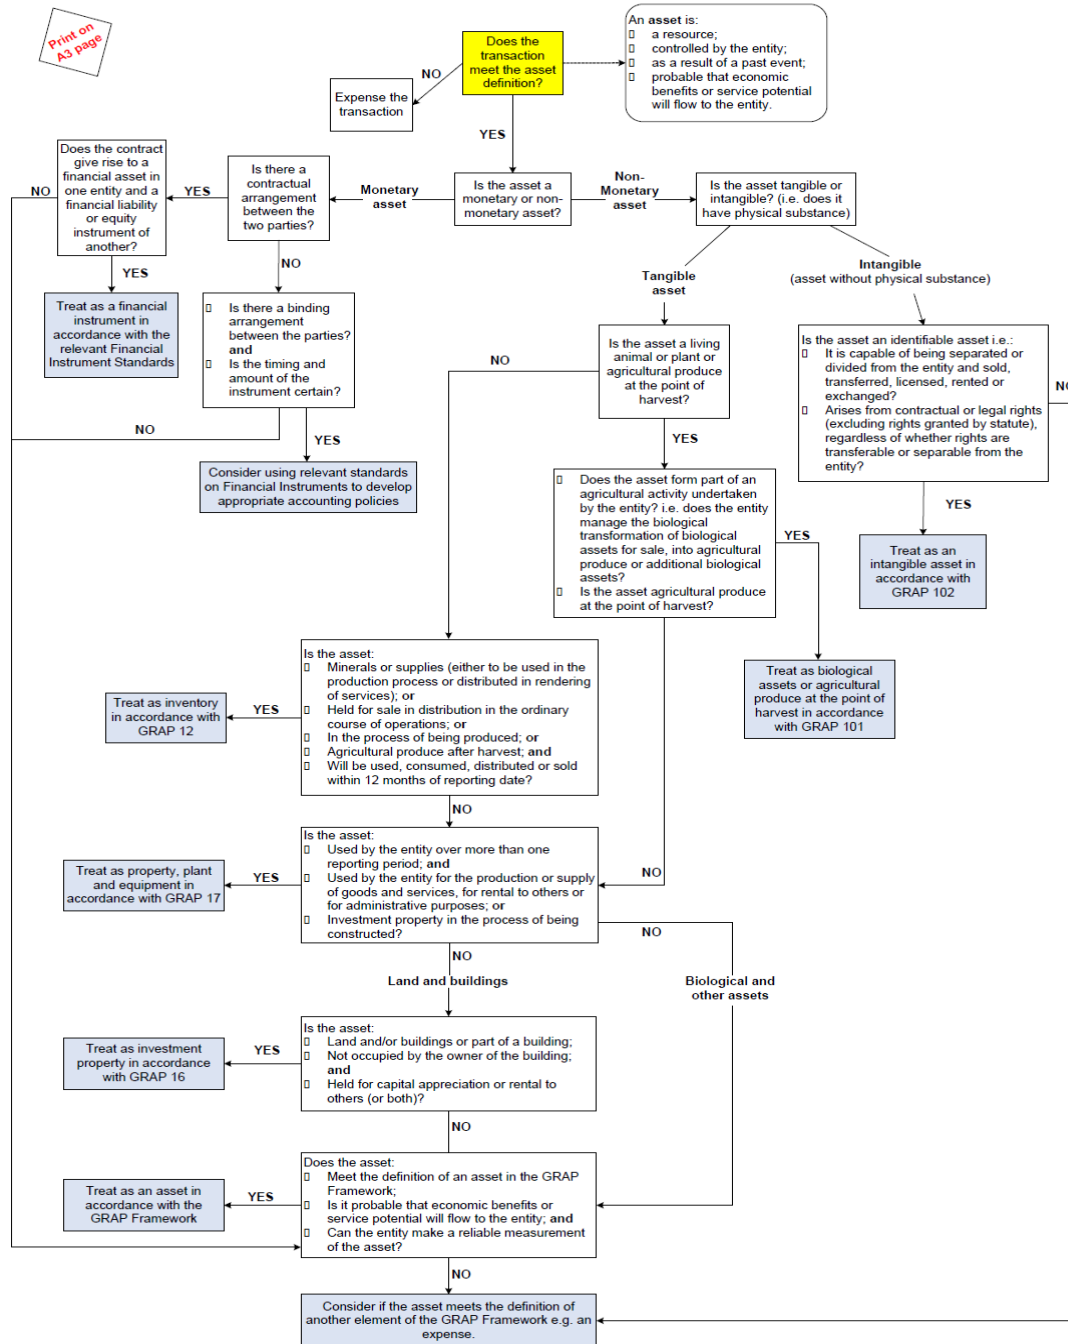 Print on
A3 page
Does the
transaction
meet the asset
definition?
An asset is:
a resource;
controlled by the entity;
as a result of a past event;
probable that economic
benefits or service potential
will flow to the entity.
NO
Expense the
transaction
YES
Does the contract
give rise to a
financial asset in
one entity and a
financial liability
or equity
instrument of
another?
NO
YES
Is there a
contractual
arrangement
between the
two parties?
Monetary
asset
Is the asset a
monetary or non-
monetary asset?
Non-
Monetary
asset
Is the asset tangible or
intangible? (i.e. does it
have physical substance)
YES
NO
Tangible
asset
Intangible
(asset without physical substance)
Treat as a financial
instrument in
accordance with the
relevant Financial
Instrument Standards
Is there a binding
arrangement
between the parties?
and
Is the timing and
amount of the
instrument certain?
NO
Is the asset a living
animal or plant or
agricultural produce
at the point of
harvest?
Is the asset an identifiable asset i.e.:
It is capable of being separated or
divided from the entity and sold,
transferred, licensed, rented or
exchanged?
Arises from contractual or legal rights
(excluding rights granted by statute),
regardless of whether rights are
transferable or separable from the
entity?
NO
NO
YES
YES
Consider using relevant standards
on Financial Instruments to develop
appropriate accounting policies
Does the asset form part of an
agricultural activity undertaken
by the entity? i.e. does the entity
manage the biological
transformation of biological
assets for sale, into agricultural
produce or additional biological
assets?
Is the asset agricultural produce
at the point of harvest?
YES
YES
Treat as an
intangible asset in
accordance with
GRAP 102
Is the asset:
Minerals or supplies (either to be used in the
production process or distributed in rendering
of services); or
Held for sale in distribution in the ordinary
course of operations; or
In the process of being produced; or
Agricultural produce after harvest; and
Will be used, consumed, distributed or sold
within 12 months of reporting date?
Treat as biological
assets or agricultural
produce at the point of
harvest in accordance
with GRAP 101
YES
Treat as inventory
in accordance with
GRAP 12
NO
Is the asset:
Used by the entity over more than one
reporting period; and
Used by the entity for the production or supply
of goods and services, for rental to others or
for administrative purposes; or
Investment property in the process of being
constructed?
YES
Treat as property, plant
and equipment in
accordance with GRAP 17
NO
NO
NO
Land and buildings
Biological and
other assets
Is the asset:
Land and/or buildings or part of a building;
Not occupied by the owner of the building;
and
Held for capital appreciation or rental to
others (or both)?
YES
Treat as investment
property in accordance
with GRAP 16
NO
Does the asset:
Meet the definition of an asset in the GRAP
Framework;
Is it probable that economic benefits or
service potential will flow to the entity; and
Can the entity make a reliable measurement
of the asset?
YES
Treat as an asset in
accordance with the
GRAP Framework
NO
Consider if the asset meets the definition of
another element of the GRAP Framework e.g. an
expense.